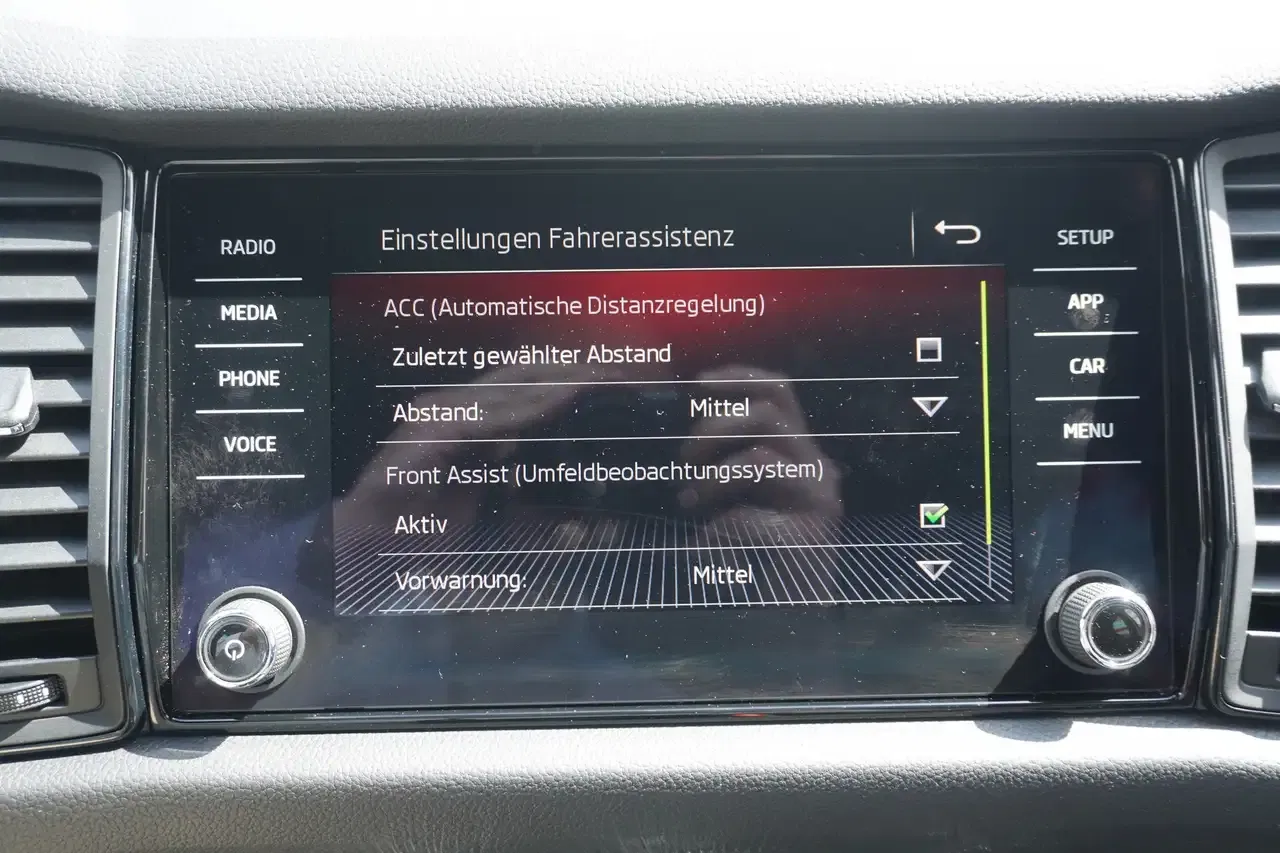 RADIO
MEDIA
PHONE
VOICE
Einstellungen Fahrerassistenz
ACC (Automatische Distanzregelung)
Zuletzt gewählter Abstand
Abstand: Mittel
Front Assist (Umfeldbeobachtungssystem)
Aktiv
Vorwarnung: Mittel
SETUP
APP
CAR
MENU